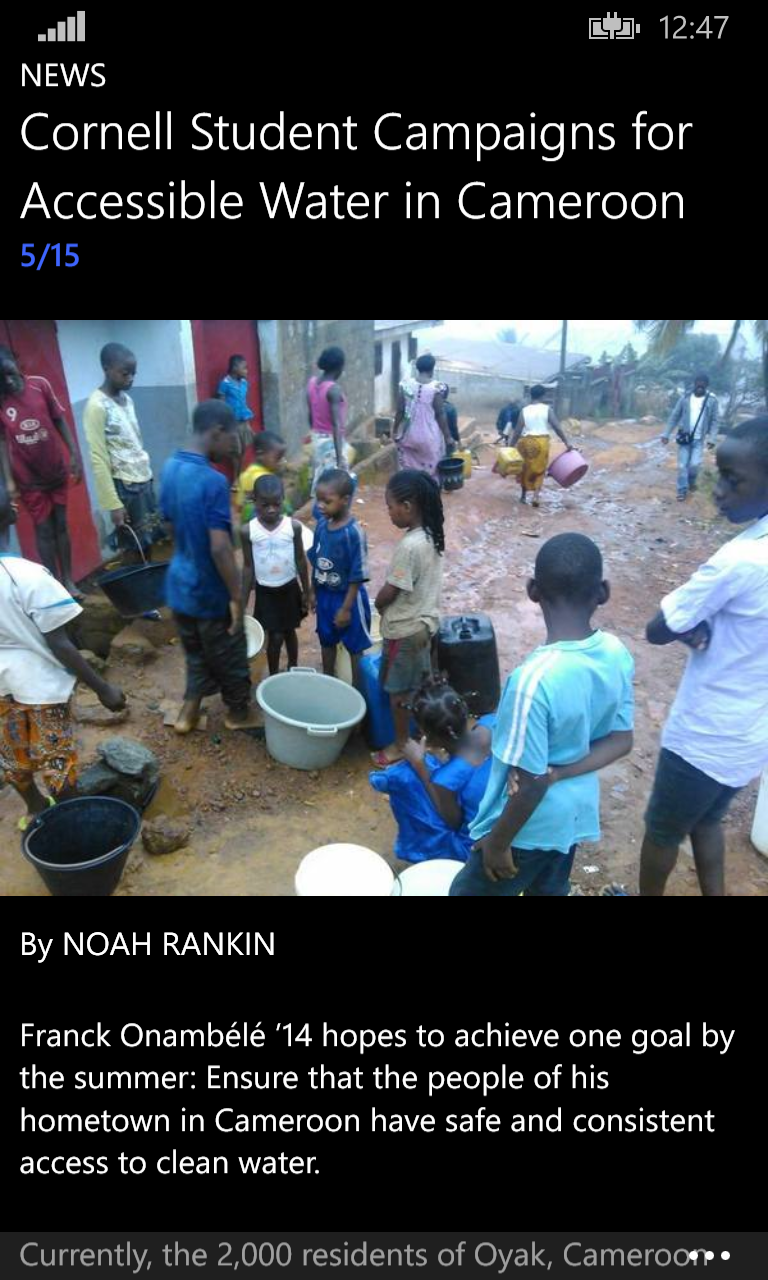 12:47
NEWS
Cornell Student Campaigns for
Accessible Water in Cameroon
5/15
9
KIA
By NOAH RANKIN
Franck Onambélé ’14 hopes to achieve one goal by
the summer: Ensure that the people of his
hometown in Cameroon have safe and consistent
access to clean water.
Currently, the 2,000 residents of Oyak, Cameroon